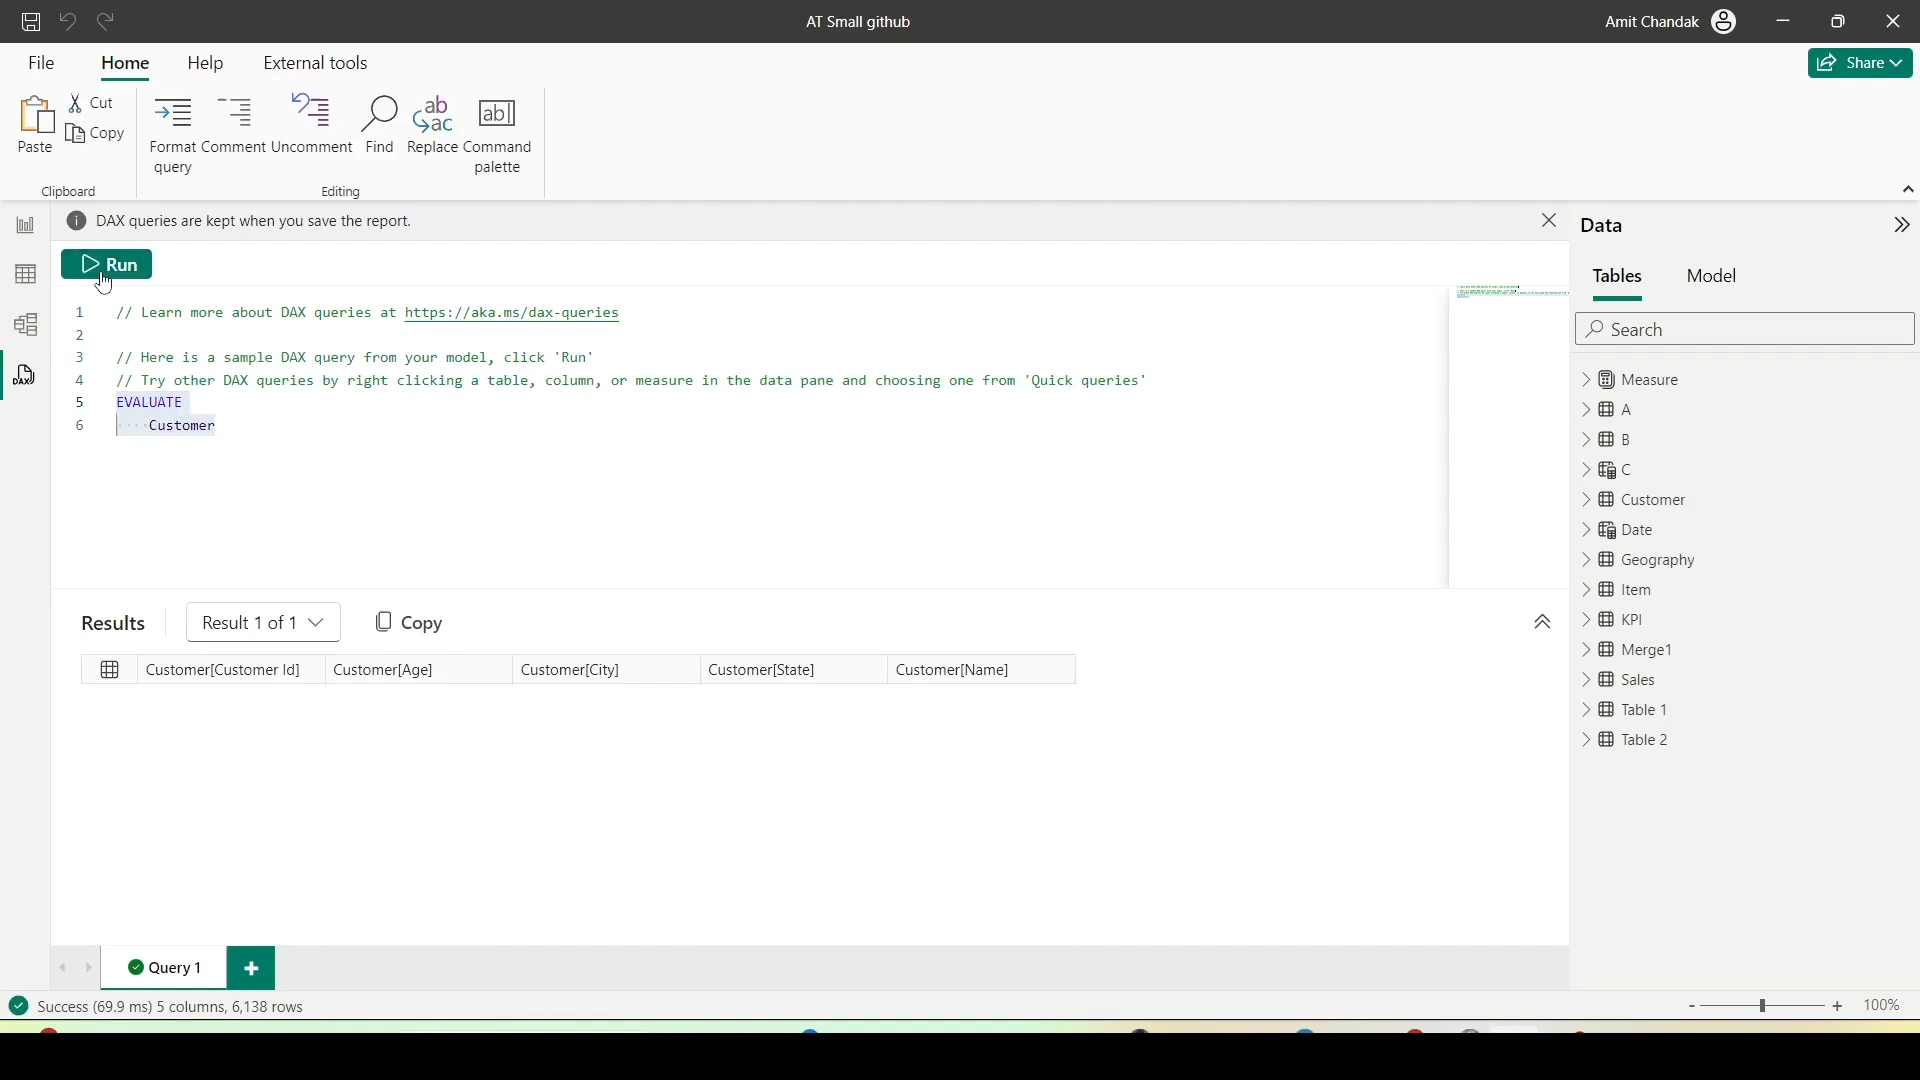 AT Small github
Amit Chandak
File Home Help External tools
Share
Paste
Cut
Copy
Clipboard
Format query
Comment
Uncomment
Find
Replace
Command palette
Editing
DAX queries are kept when you save the report.
Run
1 // Learn more about DAX queries at https://aka.ms/dax-queries
2
3 // Here is a sample DAX query from your model, click 'Run'
4 // Try other DAX queries by right clicking a table, column, or measure in the data pane and choosing one from 'Quick queries'
5 EVALUATE
6 ····Customer
Results Result 1 of 1 Copy
Customer[Customer Id] Customer[Age] Customer[City] Customer[State] Customer[Name]
Query 1
Success (69.9 ms) 5 columns, 6,138 rows
Data
Tables Model
Search
Measure
A
B
C
Customer
Date
Geography
Item
KPI
Merge1
Sales
Table 1
Table 2
- + 100%